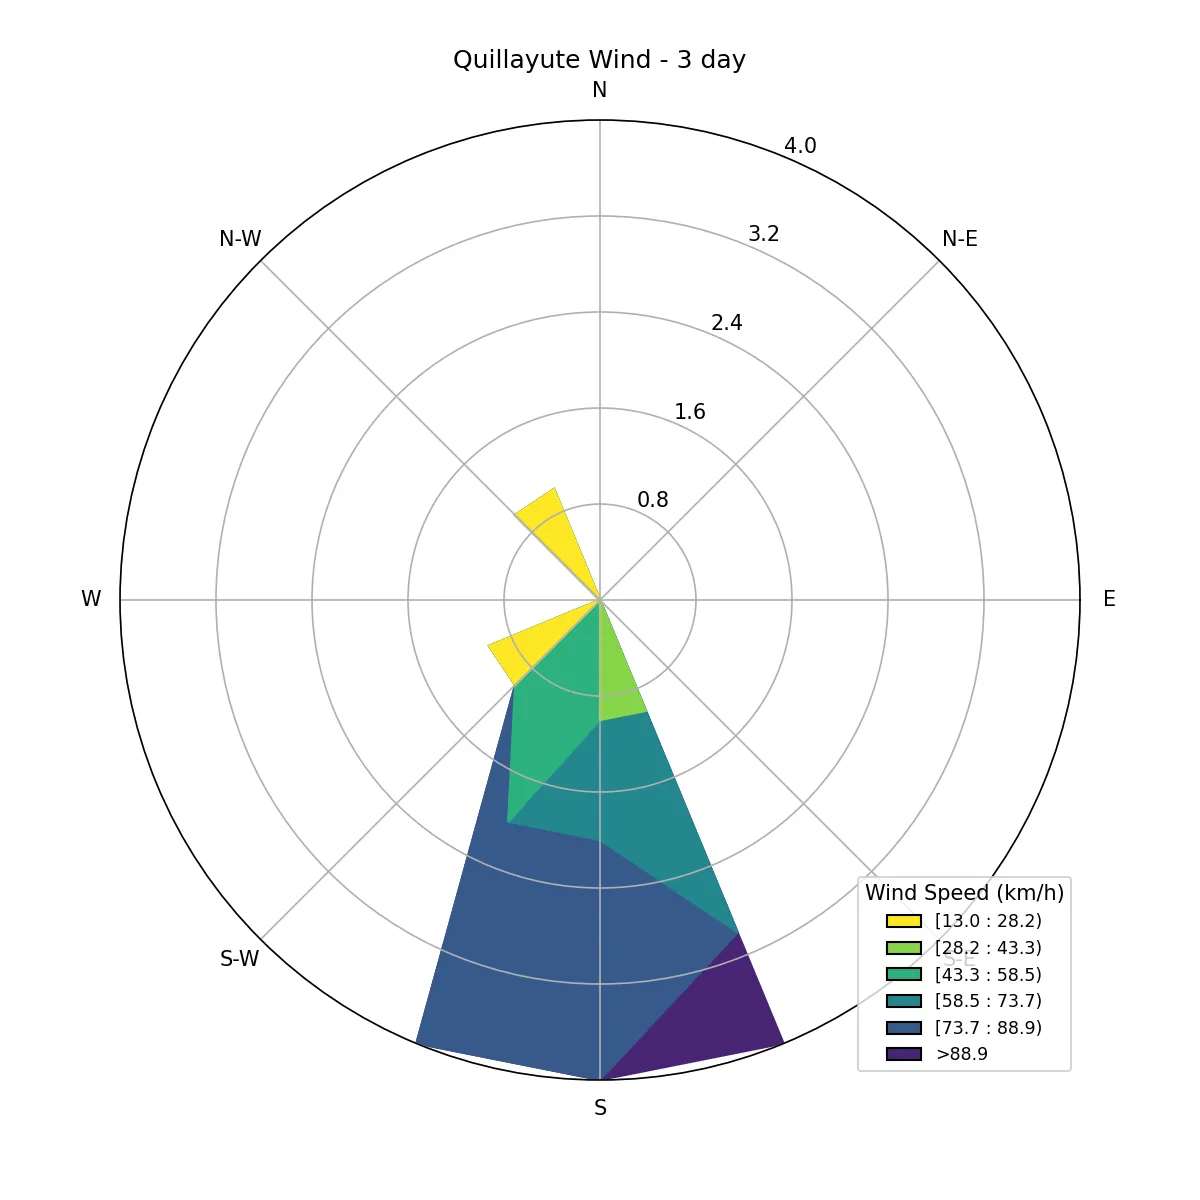 Quillayute Wind - 3 day
N
4.0
N-W
3.2
N-E
2.4
1.6
0.8
W
E
Wind Speed (km/h)
[13.0 : 28.2)
[28.2 : 43.3)
S-W
S-E
[43.3 : 58.5)
[58.5 : 73.7)
[73.7 : 88.9)
>88.9
S